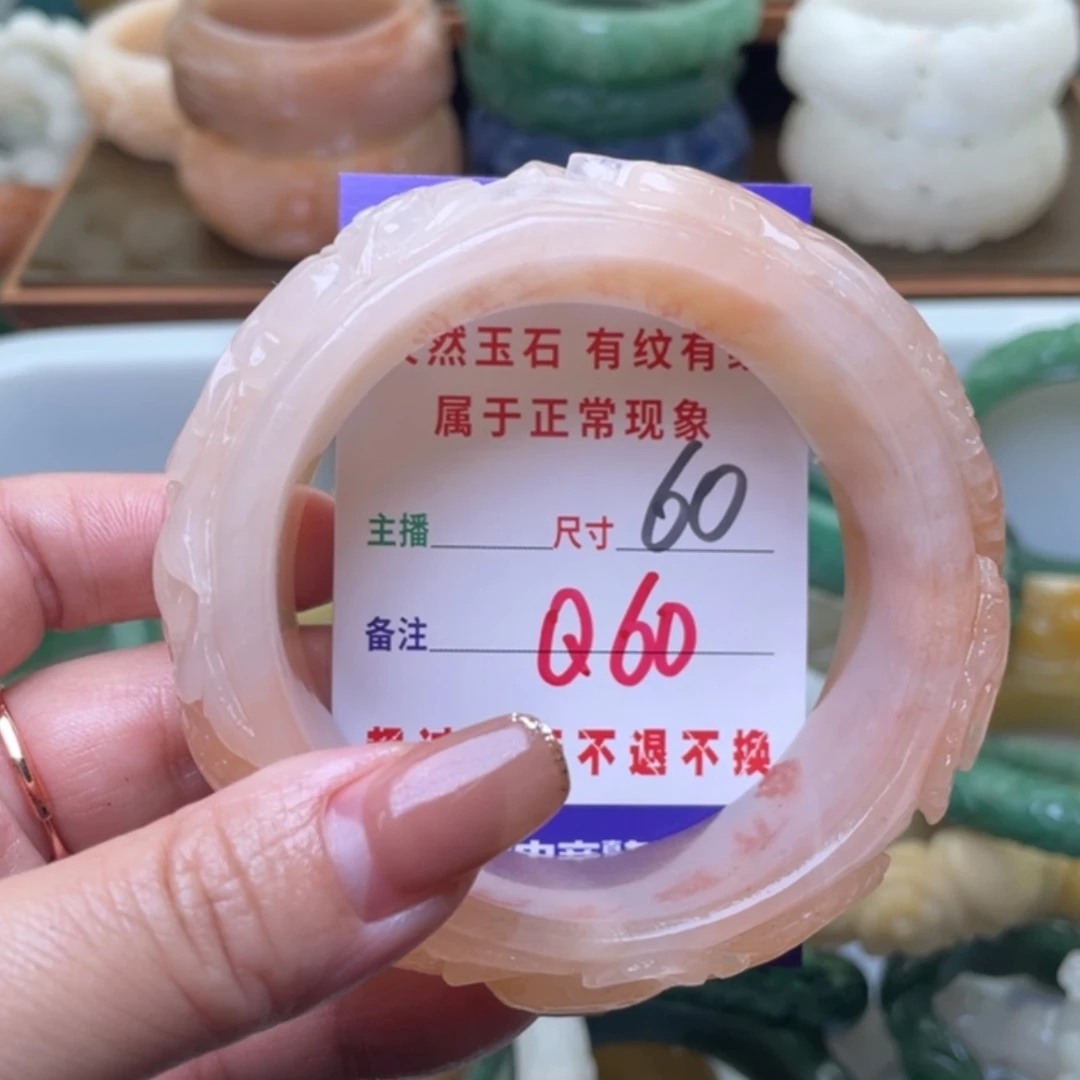 然玉石 有纹有
属于正常现象
主播 尺寸 60
备注 Q60
不退不换